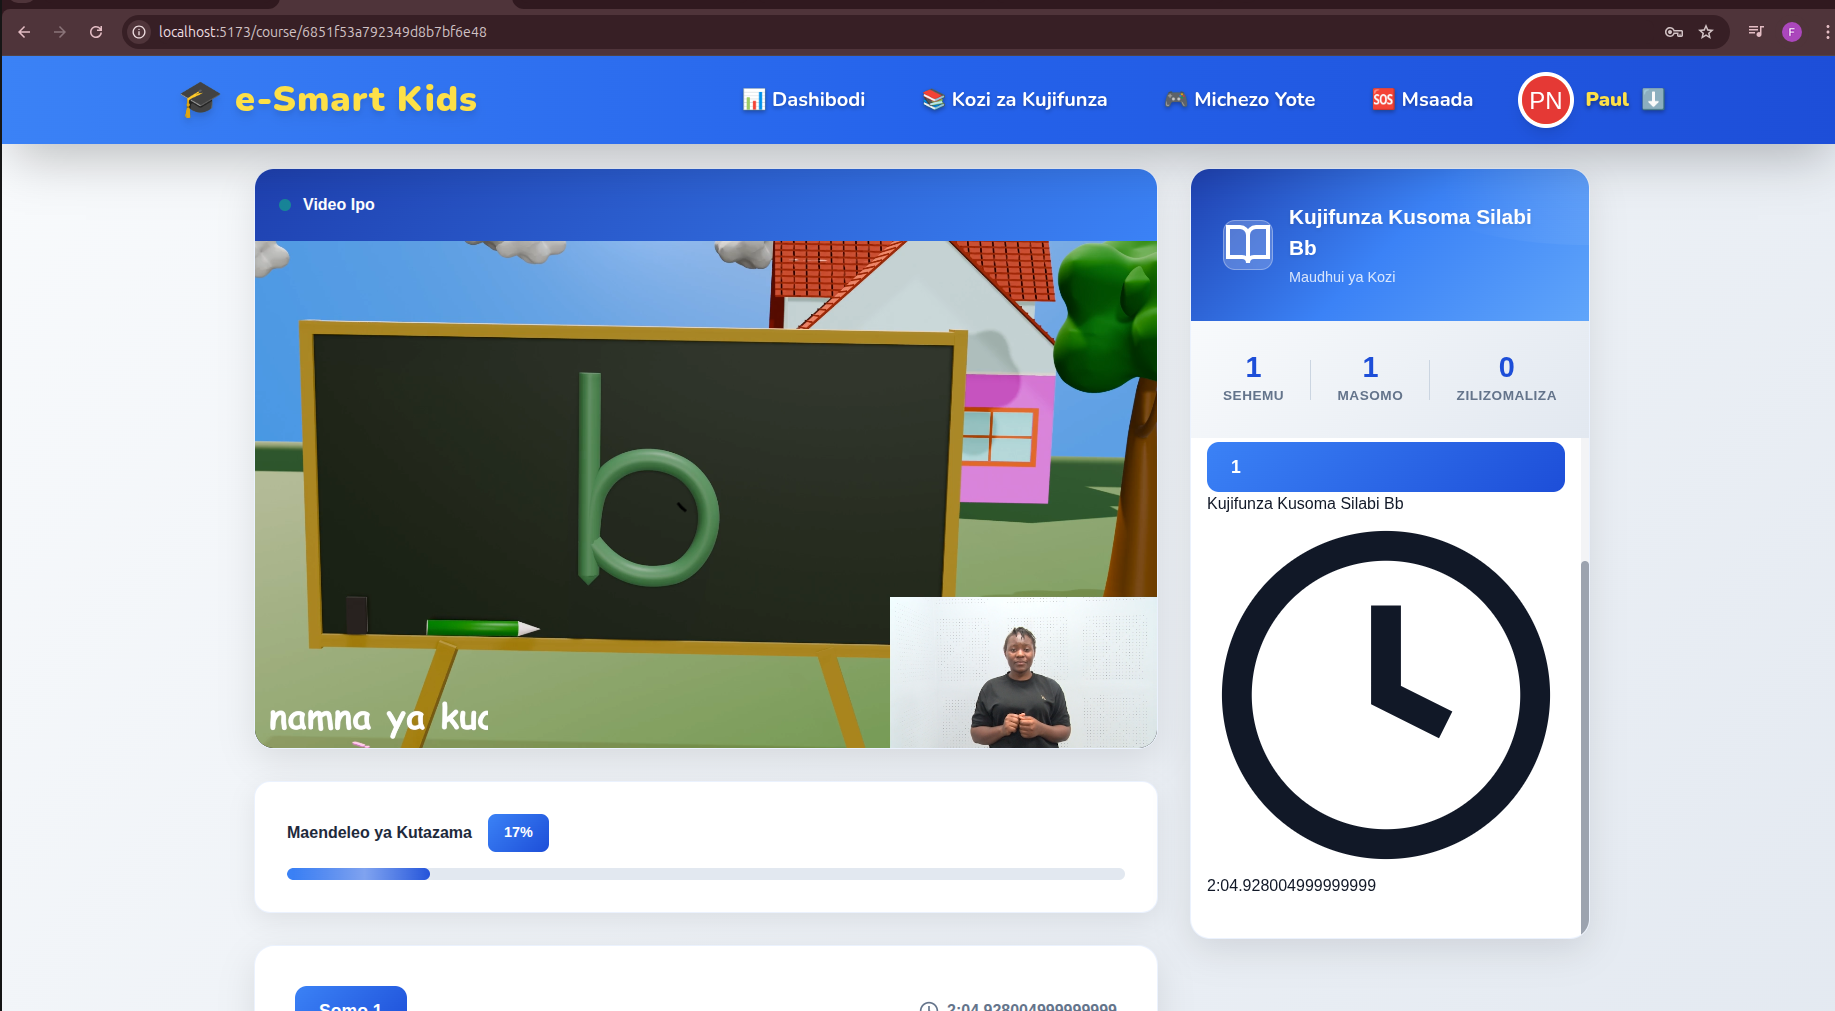 localhost:5173/course/6851f53a792349d8b7bf6e48
F
e-Smart Kids
Dashibodi
Kozi za Kujifunza
Michezo Yote
SOS Msaada
PN
Paul
Video Ipo
b
namna ya kuc
Kujifunza Kusoma Silabi
Bb
Maudhui ya Kozi
1
SEHEMU
1
MASOMO
0
ZILIZOMALIZA
1
Kujifunza Kusoma Silabi Bb
2:04.928004999999999
Maendeleo ya Kutazama
17%
Somo 1
2:04.928004999999999